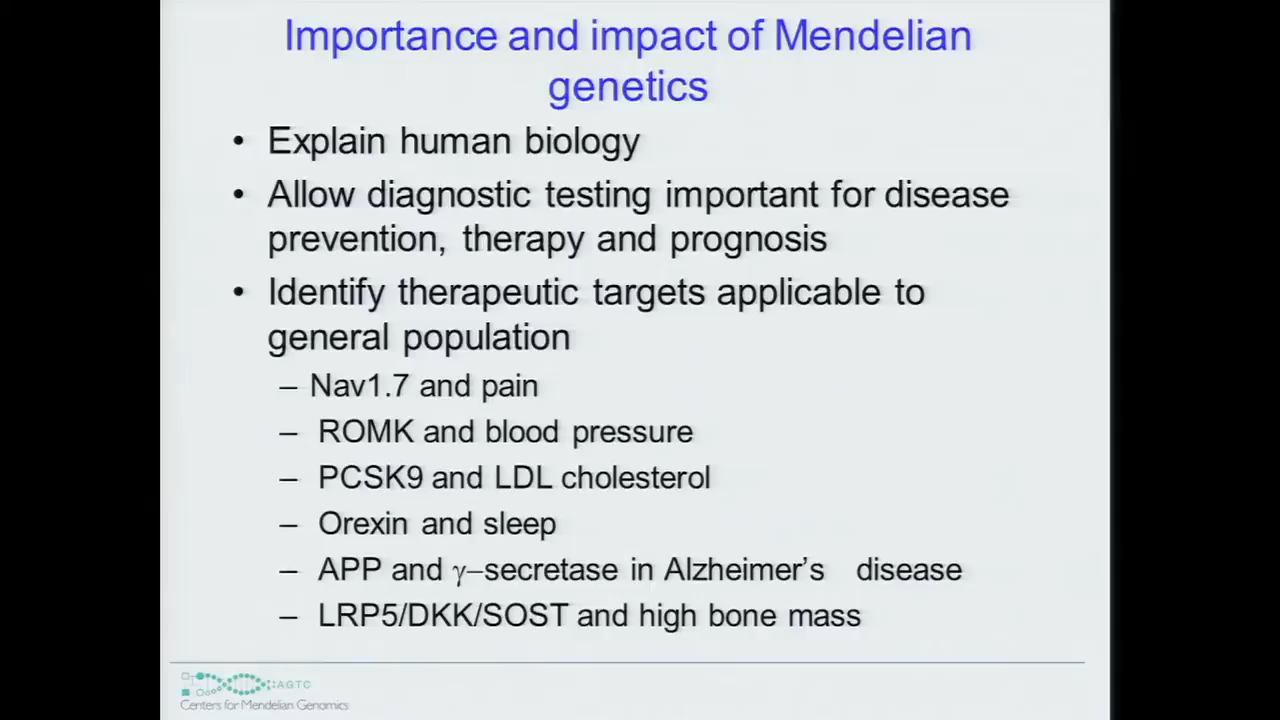 Importance and impact of Mendelian
genetics
• Explain human biology
• Allow diagnostic testing important for disease
prevention, therapy and prognosis
• Identify therapeutic targets applicable to
general population
– Nav1.7 and pain
– ROMK and blood pressure
– PCSK9 and LDL cholesterol
– Orexin and sleep
– APP and γ–secretase in Alzheimer’s disease
– LRP5/DKK/SOST and high bone mass
AGTC
Centers for Mendelian Genomics